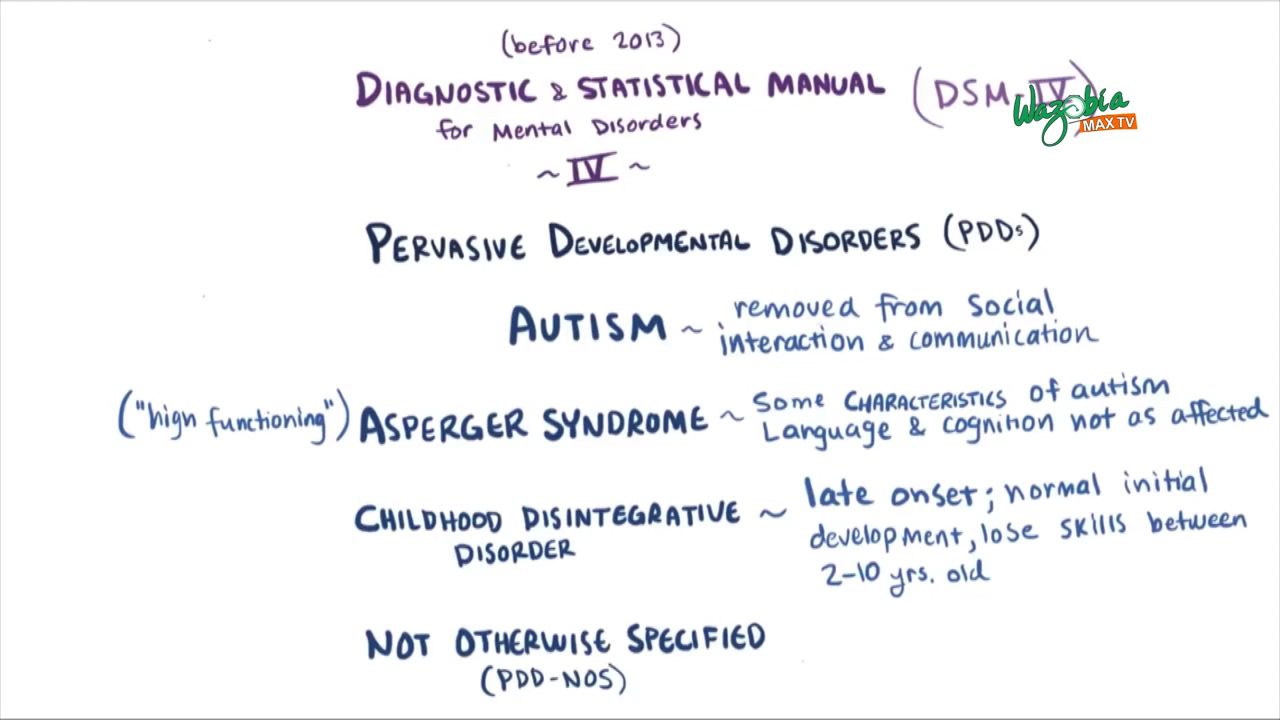 (before 2013)
DIAGNOSTIC & STATISTICAL MANUAL (DSM-IV)
for Mental Disorders
~ IV ~
Wazobia
MAX TV
PERVASIVE DEVELOPMENTAL DISORDERS (PDDs)
AUTISM ~ removed from social
interaction & communication
("high functioning") ASPERGER SYNDROME ~ Some CHARACTERISTICS of autism
Language & cognition not as affected
CHILDHOOD DISINTEGRATIVE ~ late onset; normal initial
DISORDER development, lose skills between
2-10 yrs. old
NOT OTHERWISE SPECIFIED
(PDD-NOS)